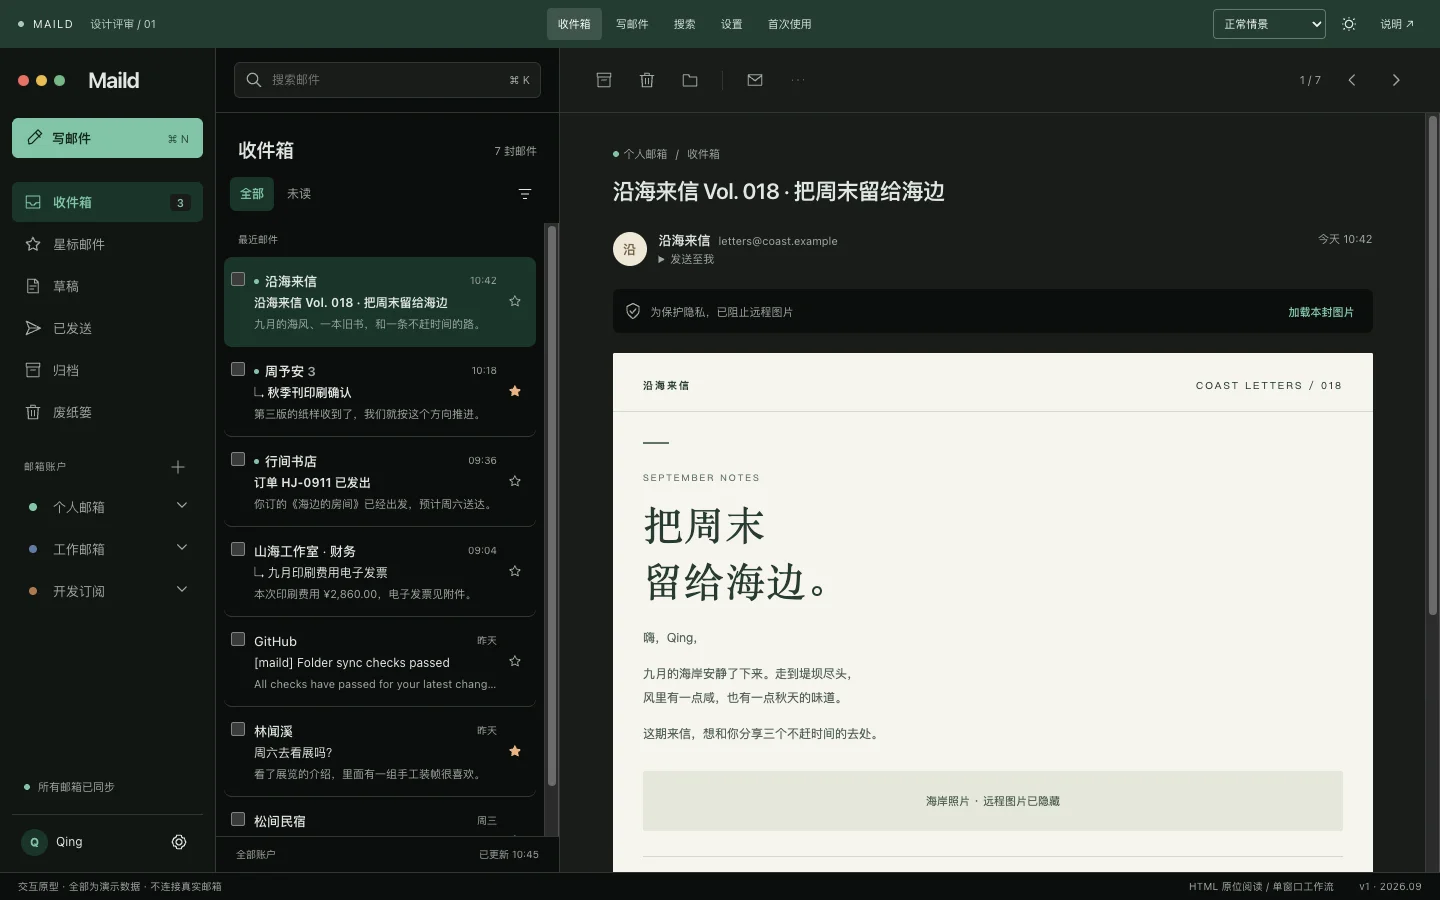 MAILD 设计评审 / 01
收件箱 写邮件 搜索 设置 首次使用
正常情景 说明 ↗
Maild
写邮件 ⌘ N
收件箱 3
星标邮件
草稿
已发送
归档
废纸篓
邮箱账户
个人邮箱
工作邮箱
开发订阅
所有邮箱已同步
Q Qing
搜索邮件 ⌘ K
收件箱 7 封邮件
全部 未读
最近邮件
沿海来信 10:42
沿海来信 Vol. 018 · 把周末留给海边
九月的海风、一本旧书，和一条不赶时间的路。
周予安 3 10:18
秋季刊印刷确认
第三版的纸样收到了，我们就按这个方向推进。
行间书店 09:36
订单 HJ-0911 已发出
你订的《海边的房间》已经出发，预计周六送达。
山海工作室 · 财务 09:04
九月印刷费用电子发票
本次印刷费用 ¥2,860.00，电子发票见附件。
GitHub 昨天
[maild] Folder sync checks passed
All checks have passed for your latest chang...
林闻溪 昨天
周六去看展吗？
看了展览的介绍，里面有一组手工装帧很喜欢。
松间民宿 周三
全部账户 已更新 10:45
1 / 7
个人邮箱 / 收件箱
沿海来信 Vol. 018 · 把周末留给海边
沿 沿海来信 letters@coast.example 今天 10:42
发送至我
为保护隐私，已阻止远程图片 加载本封图片
沿海来信 COAST LETTERS / 018
SEPTEMBER NOTES
把周末
留给海边。
嗨，Qing，
九月的海岸安静了下来。走到堤坝尽头，
风里有一点咸，也有一点秋天的味道。
这期来信，想和你分享三个不赶时间的去处。
海岸照片 · 远程图片已隐藏
交互原型 · 全部为演示数据 · 不连接真实邮箱
HTML 原位阅读 / 单窗口工作流 v1 · 2026.09